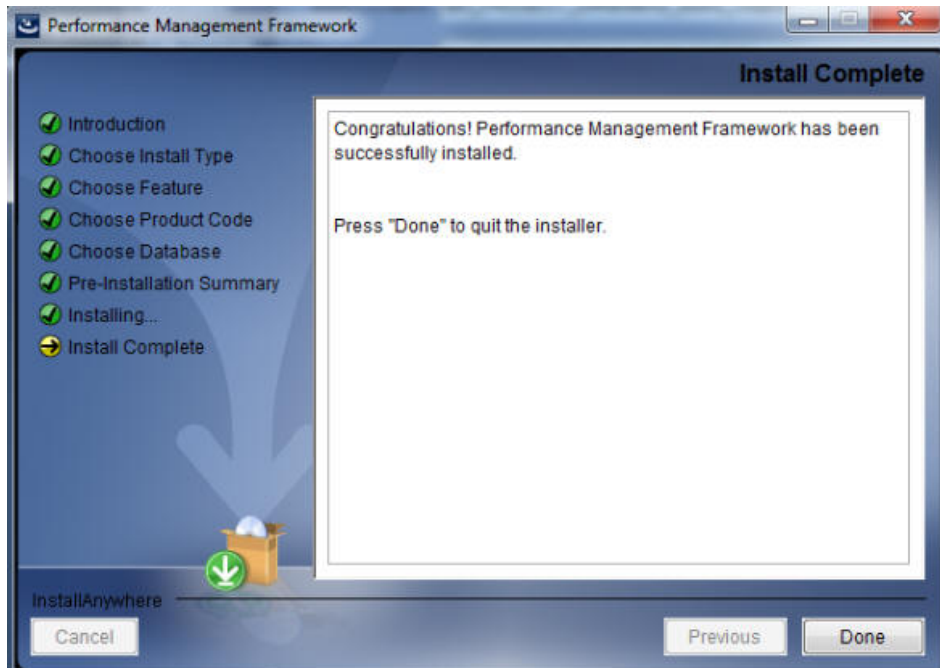 Performance Management Framework
Install Complete
Introduction
Choose Install Type
Choose Feature
Choose Product Code
Choose Database
Pre-Installation Summary
Installing...
Install Complete
Congratulations! Performance Management Framework has been
successfully installed.
Press "Done" to quit the installer.
InstallAnywhere
Cancel
Previous
Done